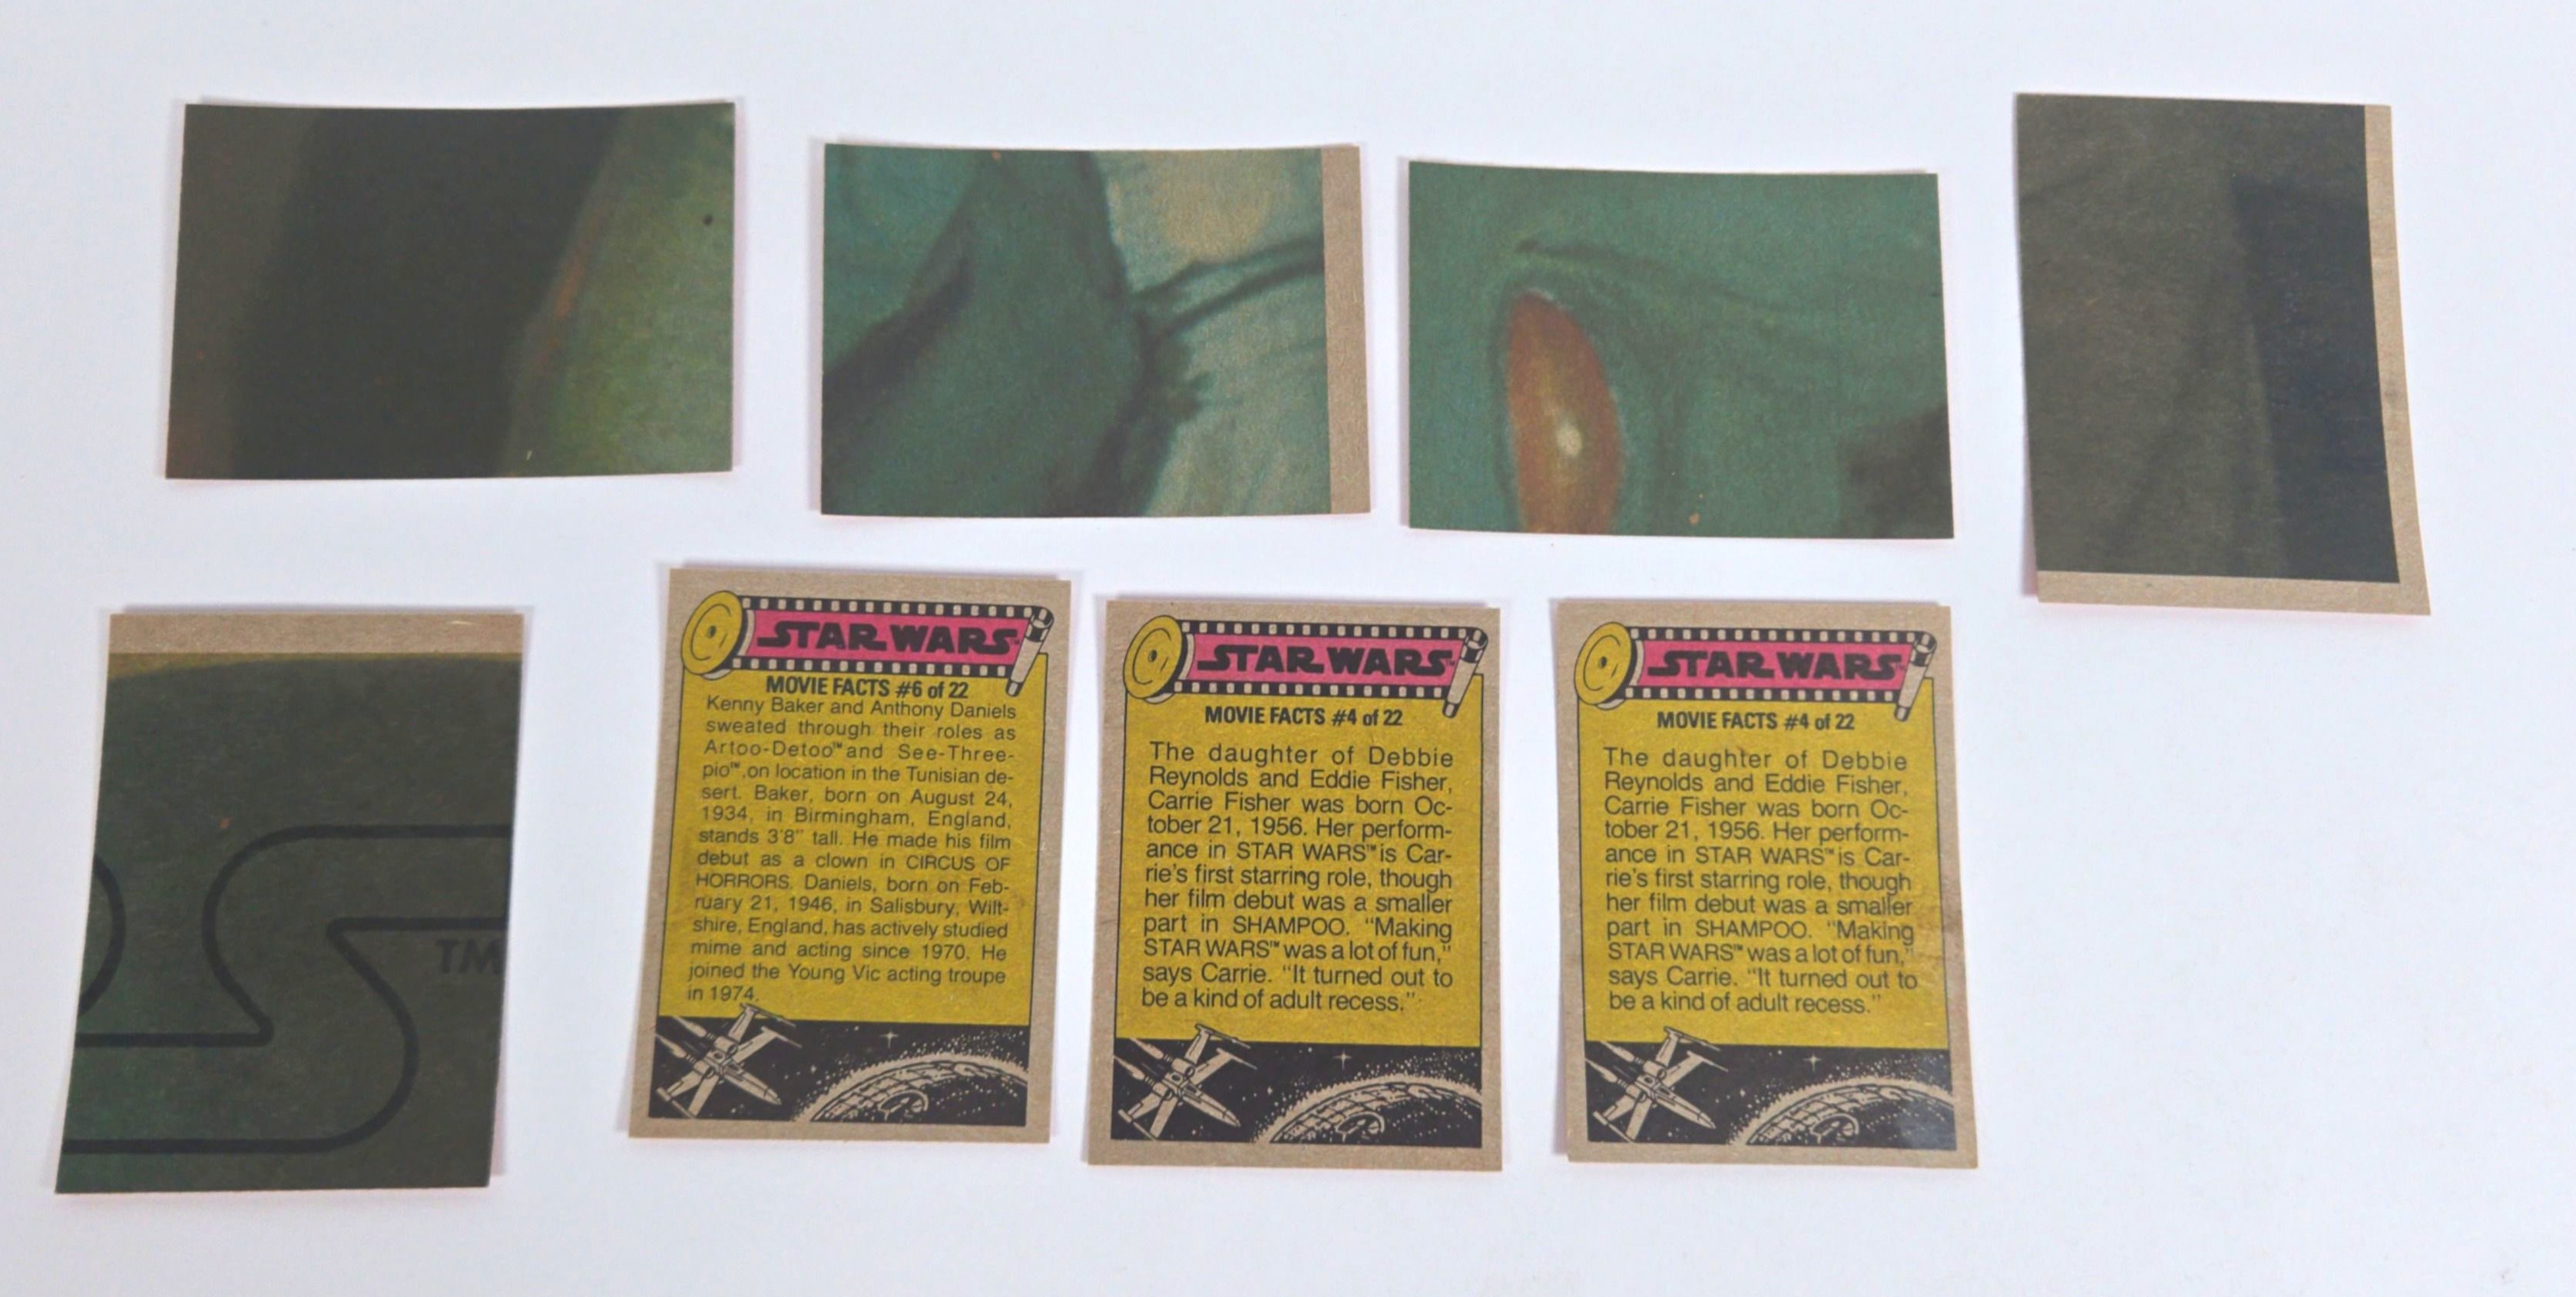 TM
STAR WARS™
MOVIE FACTS #6 of 22
Kenny Baker and Anthony Daniels
sweated through their roles as
Artoo-Detoo™ and See-Three-
pio™, on location in the Tunisian de-
sert. Baker, born on August 24,
1934, in Birmingham, England,
stands 3'8" tall. He made his film
debut as a clown in CIRCUS OF
HORRORS. Daniels, born on Feb-
ruary 21, 1946, in Salisbury, Wilt-
shire, England, has actively studied
mime and acting since 1970. He
joined the Young Vic acting troupe
in 1974.
STAR WARS™
MOVIE FACTS #4 of 22
The daughter of Debbie
Reynolds and Eddie Fisher,
Carrie Fisher was born Oc-
tober 21, 1956. Her perform-
ance in STAR WARS™ is Car-
rie's first starring role, though
her film debut was a smaller
part in SHAMPOO. "Making
STAR WARS™ was a lot of fun,"
says Carrie. "It turned out to
be a kind of adult recess."
STAR WARS™
MOVIE FACTS #4 of 22
The daughter of Debbie
Reynolds and Eddie Fisher,
Carrie Fisher was born Oc-
tober 21, 1956. Her perform-
ance in STAR WARS™ is Car-
rie's first starring role, though
her film debut was a smaller
part in SHAMPOO. "Making
STAR WARS™ was a lot of fun,"
says Carrie. "It turned out to
be a kind of adult recess."